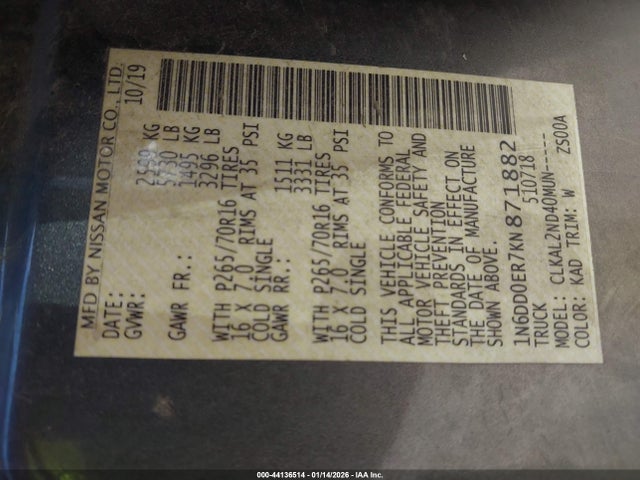 MFD BY NISSAN MOTOR CO., LTD.
DATE: 10/19
GVWR: KG
5730 LB
GAWR FR.: 1495 KG
3296 LB
WITH P265/70R16 TIRES
16 X 7.0 RIMS AT 35 PSI
COLD SINGLE
GAWR RR.: 1511 KG
3331 LB
WITH P265/70R16 TIRES
16 X 7.0 RIMS AT 35 PSI
COLD SINGLE
THIS VEHICLE CONFORMS TO
ALL APPLICABLE FEDERAL
MOTOR VEHICLE SAFETY AND
THEFT PREVENTION
STANDARDS IN EFFECT ON
THE DATE OF MANUFACTURE
SHOWN ABOVE.
1N6DD0ER7KN871882
TRUCK 510718
MODEL: CLKAL2ND40MUN-----
COLOR: KAD TRIM: W ZS00A
000-44136514 - 01/14/2026 - IAA Inc.